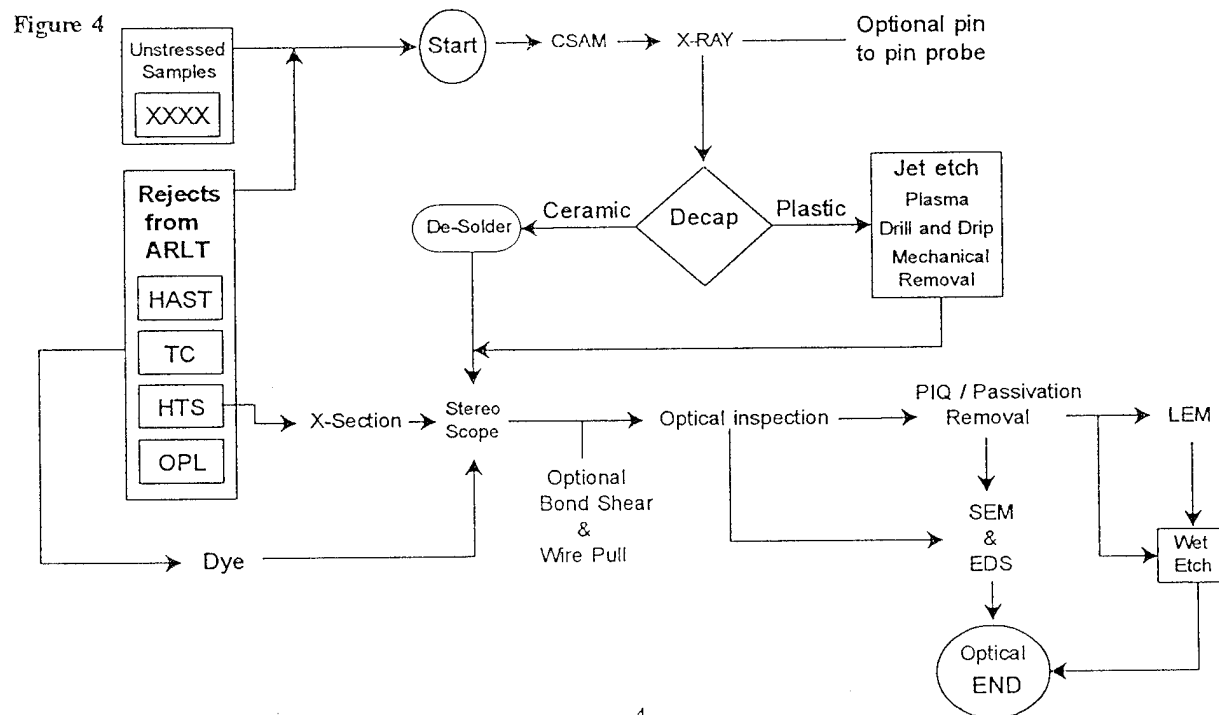 Figure 4
Unstressed
Samples
XXXX
Start
CSAM
X-RAY
Optional pin
to pin probe
Rejects
from
ARLT
HAST
TC
HTS
OPL
De-Solder
Ceramic
Decap
Plastic
Jet etch
Plasma
Drill and Drip
Mechanical
Removal
X-Section
Stereo
Scope
Optional
Bond Shear
&
Wire Pull
Optical inspection
PIQ / Passivation
Removal
LEM
SEM
&
EDS
Wet
Etch
Dye
Optical
END
4